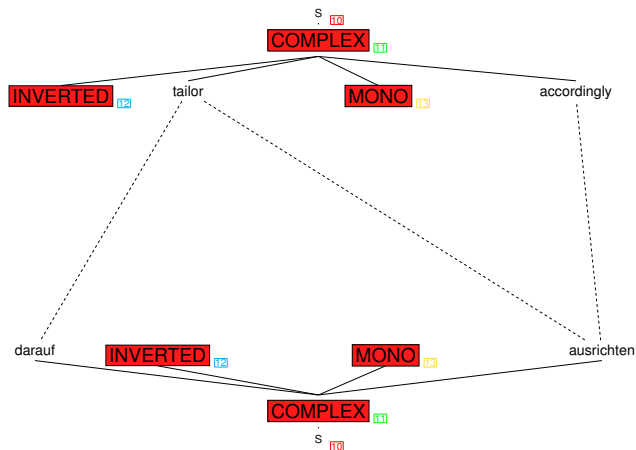 S 10
COMPLEX 11
INVERTED 12 tailor MONO 13 accordingly
darauf INVERTED 12 MONO 13 ausrichten
COMPLEX 11
S 10